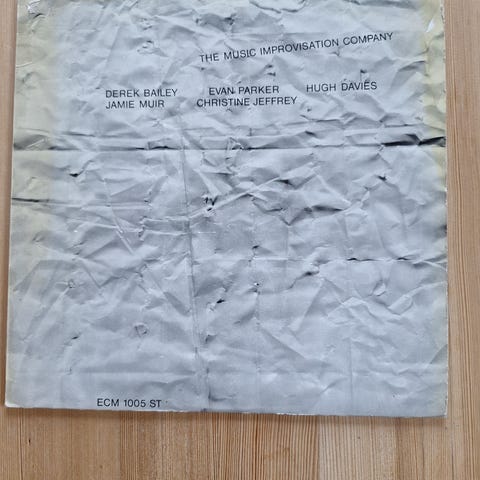 THE MUSIC IMPROVISATION COMPANY
DEREK BAILEY EVAN PARKER HUGH DAVIES
JAMIE MUIR CHRISTINE JEFFREY
ECM 1005 ST